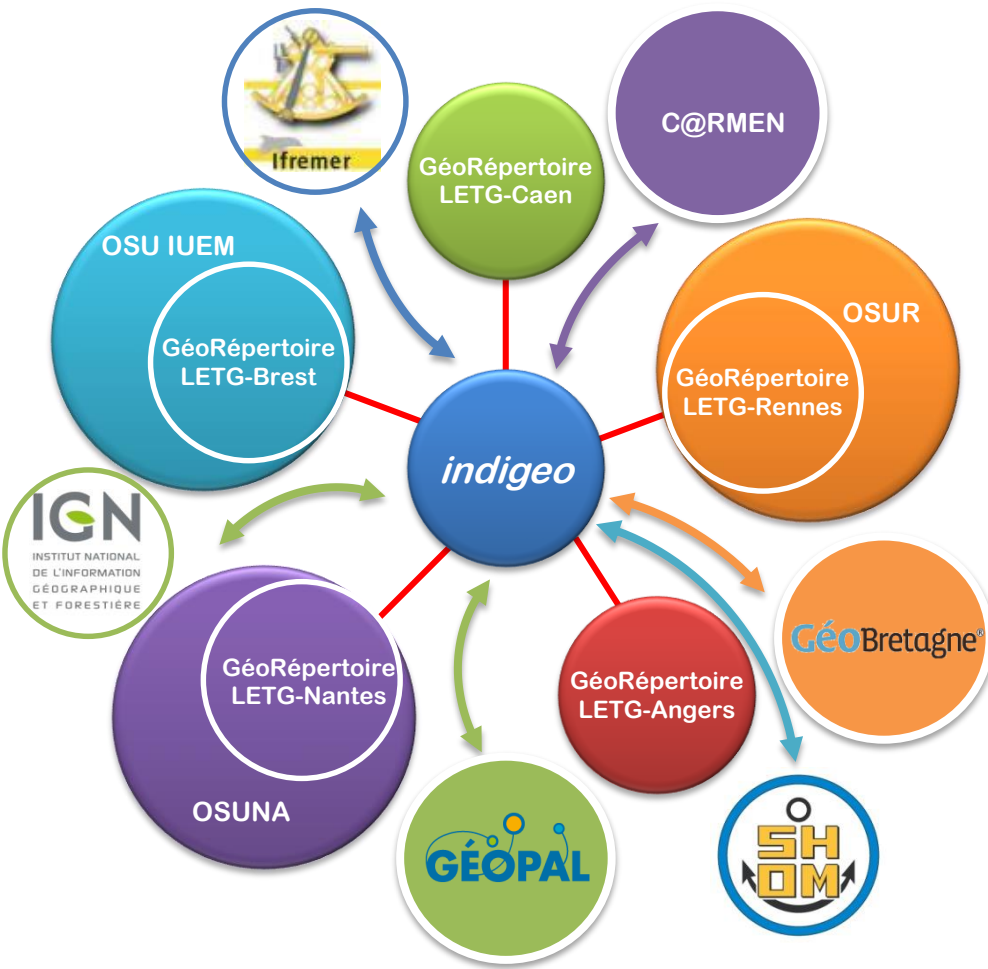 Ifremer
GéoRépertoire
LETG-Caen
C@RMEN
OSU IUEM
GéoRépertoire
LETG-Brest
OSUR
GéoRépertoire
LETG-Rennes
indigeo
IGN
INSTITUT NATIONAL
DE L'INFORMATION
GÉOGRAPHIQUE
ET FORESTIÈRE
GéoBretagne®
GéoRépertoire
LETG-Nantes
OSUNA
GéoRépertoire
LETG-Angers
GÉOPAL
SH
OM